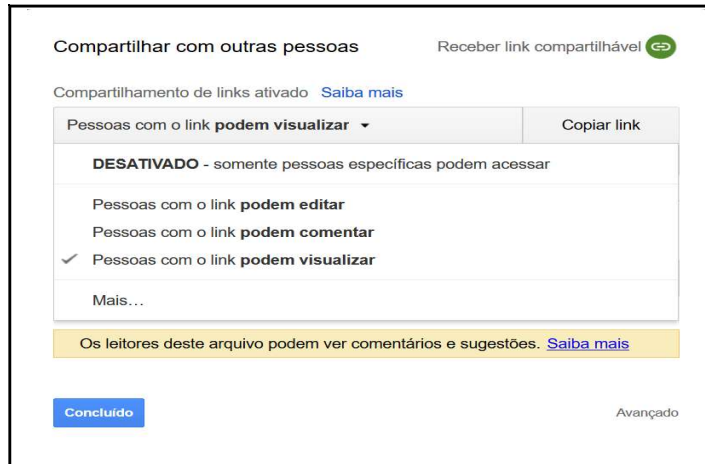 Compartilhar com outras pessoas Receber link compartilhável
Compartilhamento de links ativado Saiba mais
Pessoas com o link podem visualizar Copiar link
DESATIVADO - somente pessoas específicas podem acessar
Pessoas com o link podem editar
Pessoas com o link podem comentar
Pessoas com o link podem visualizar
Mais...
Os leitores deste arquivo podem ver comentários e sugestões. Saiba mais
Concluído Avançado